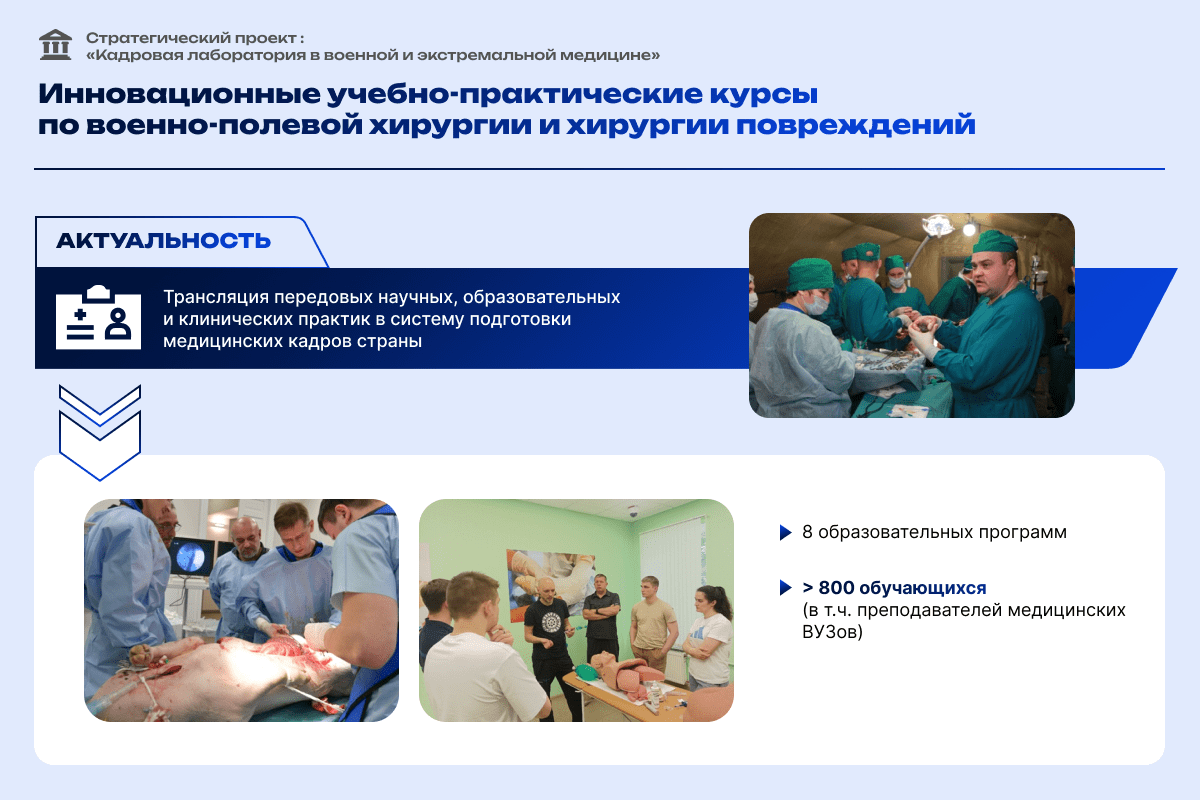 Стратегический проект :
«Кадровая лаборатория в военной и экстремальной медицине»
Инновационные учебно-практические курсы
по военно-полевой хирургии и хирургии повреждений
АКТУАЛЬНОСТЬ
Трансляция передовых научных, образовательных
и клинических практик в систему подготовки
медицинских кадров страны
8 образовательных программ
> 800 обучающихся
(в т.ч. преподавателей медицинских
ВУЗов)